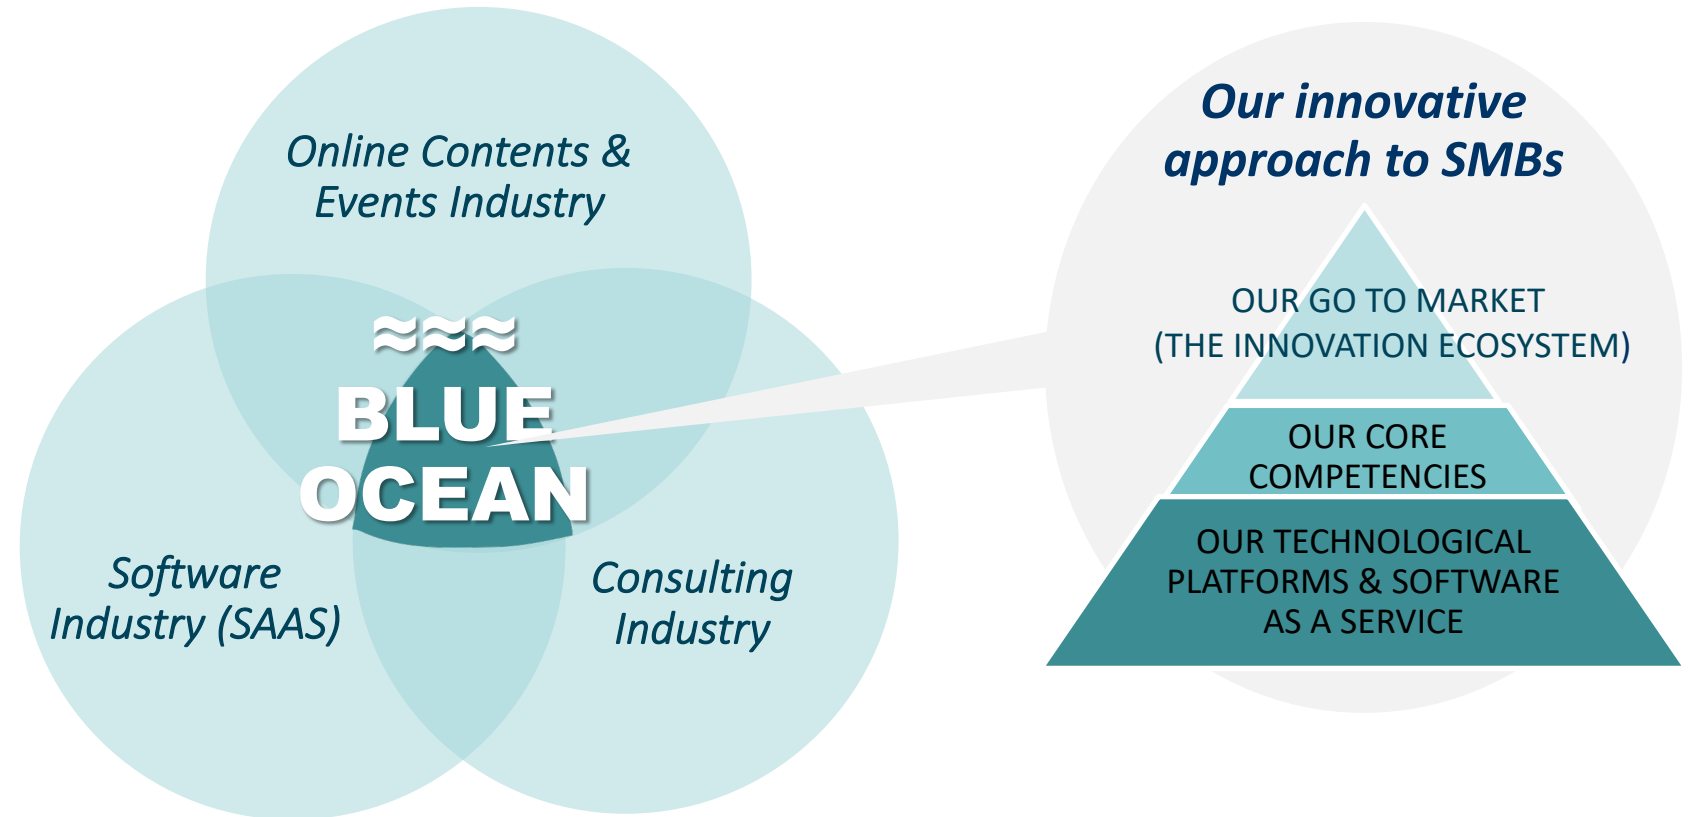 Online Contents &
Events Industry
≈≈≈
BLUE
OCEAN
Software
Industry (SAAS)
Consulting
Industry
Our innovative
approach to SMBs
OUR GO TO MARKET
(THE INNOVATION ECOSYSTEM)
OUR CORE
COMPETENCIES
OUR TECHNOLOGICAL
PLATFORMS & SOFTWARE
AS A SERVICE